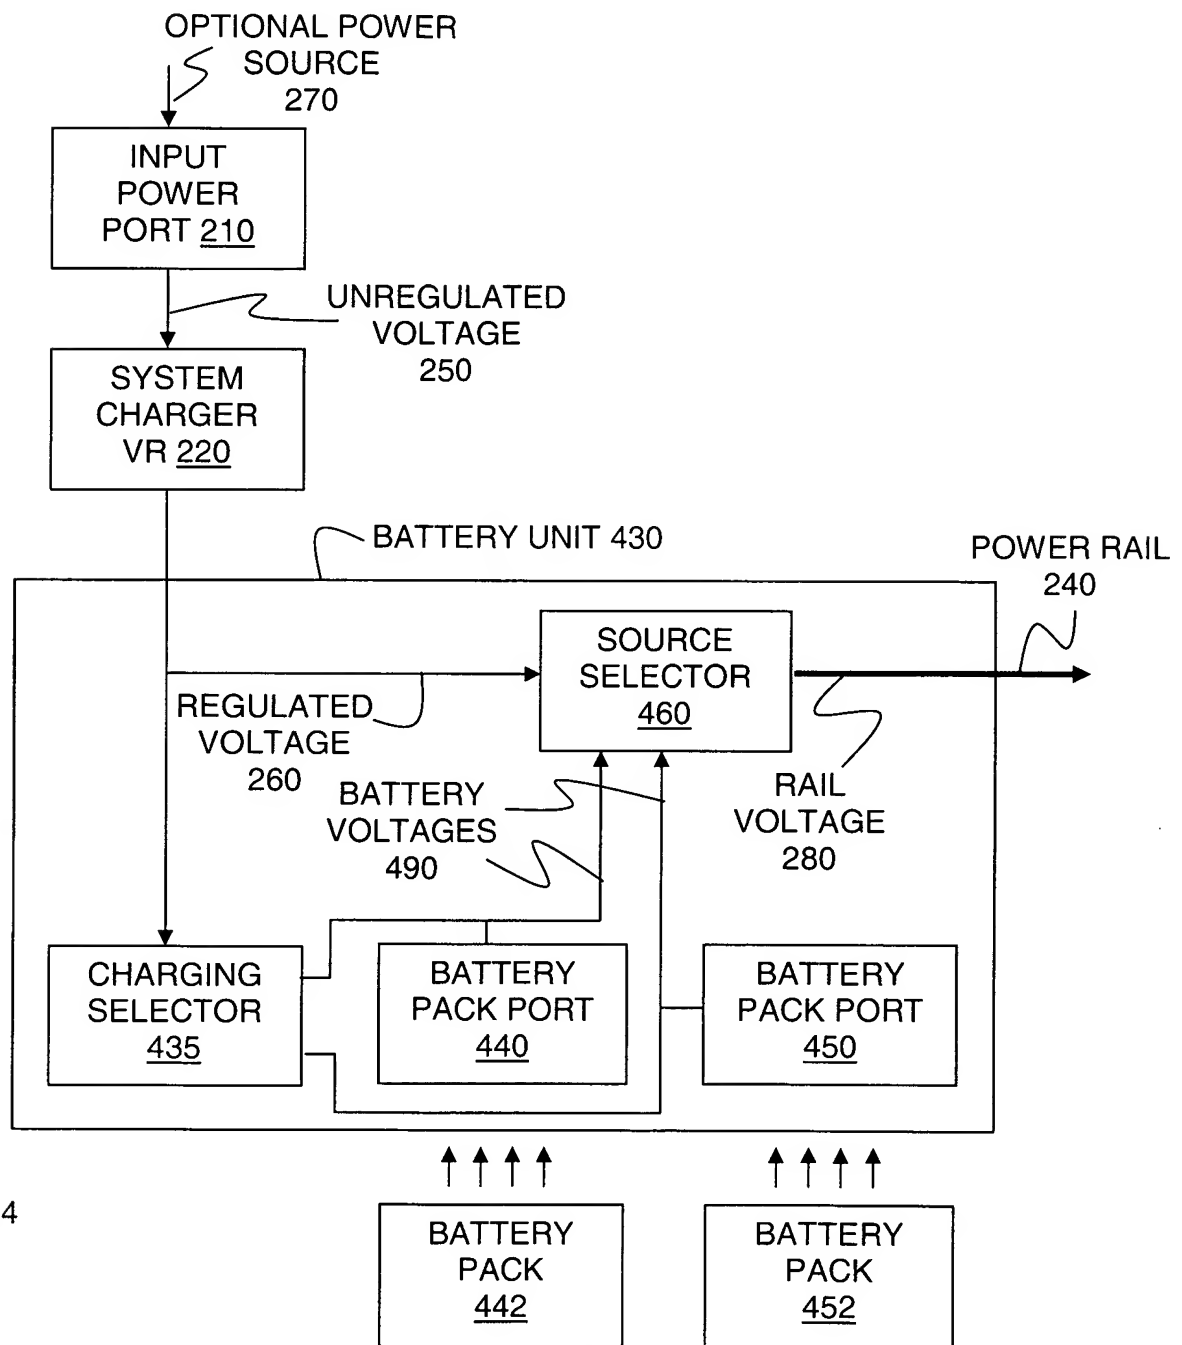 OPTIONAL POWER
SOURCE
270
INPUT
POWER
PORT 210
UNREGULATED
VOLTAGE
250
SYSTEM
CHARGER
VR 220
BATTERY UNIT 430
POWER RAIL
240
SOURCE
SELECTOR
460
REGULATED
VOLTAGE
260
BATTERY
VOLTAGES
490
RAIL
VOLTAGE
280
CHARGING
SELECTOR
435
BATTERY
PACK PORT
440
BATTERY
PACK PORT
450
4
BATTERY
PACK
442
BATTERY
PACK
452